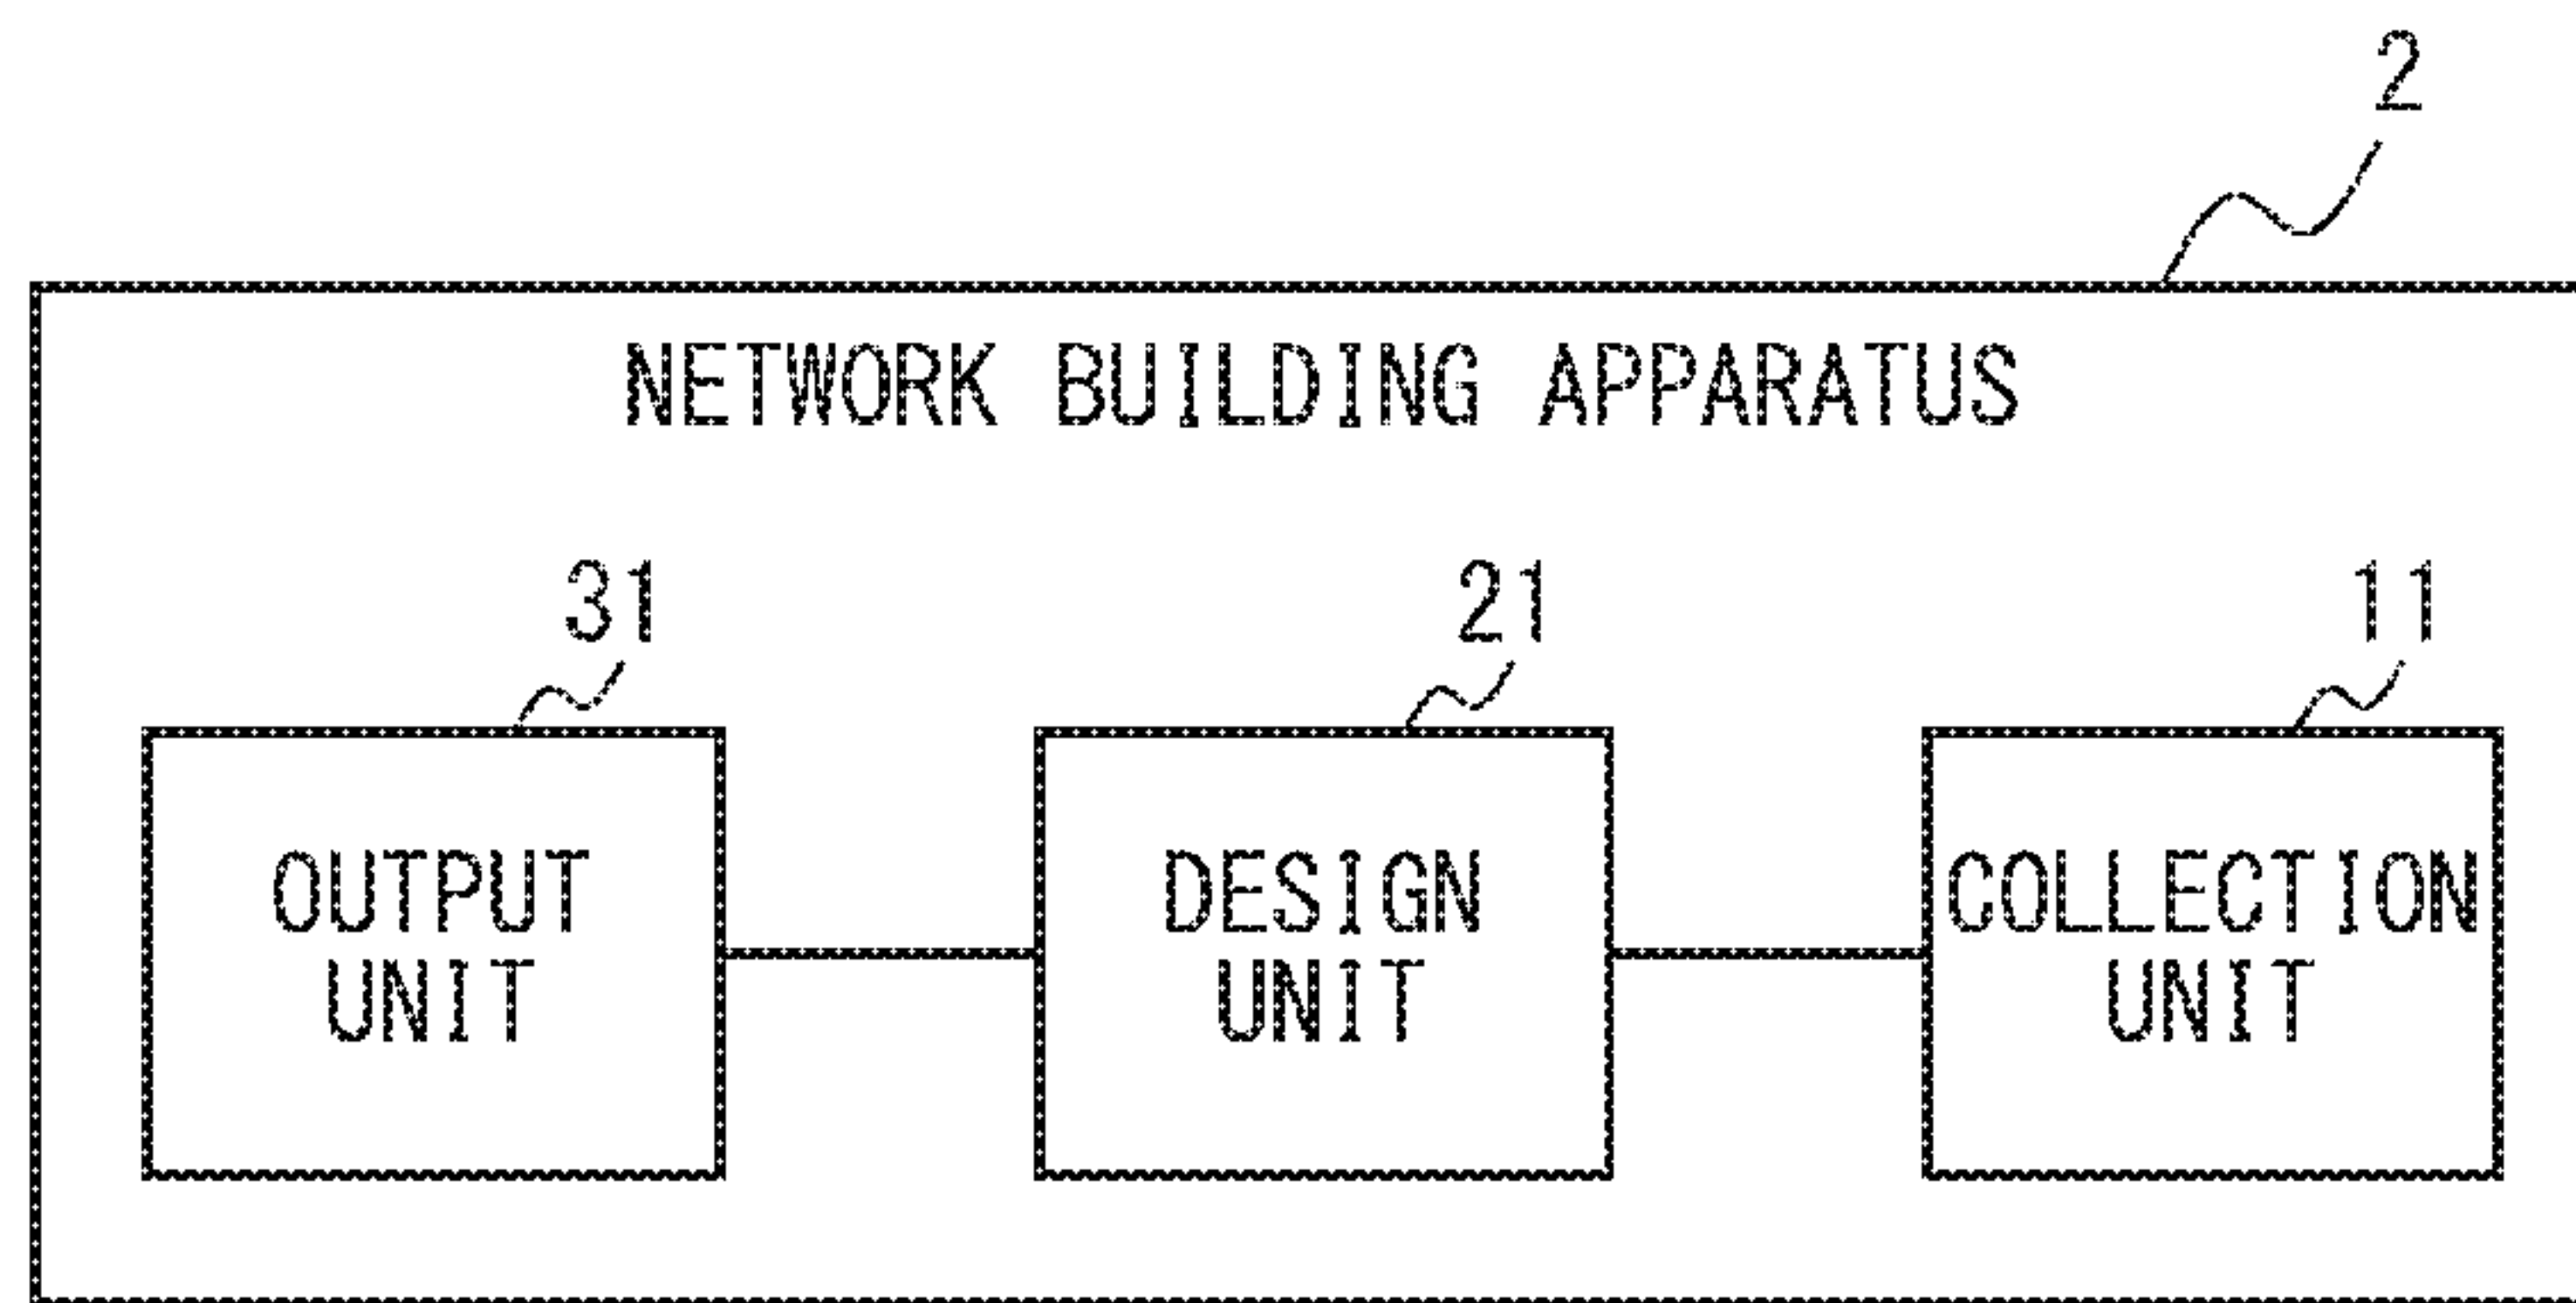 2
NETWORK BUILDING APPARATUS
31
21
11
OUTPUT
UNIT
DESIGN
UNIT
COLLECTION
UNIT